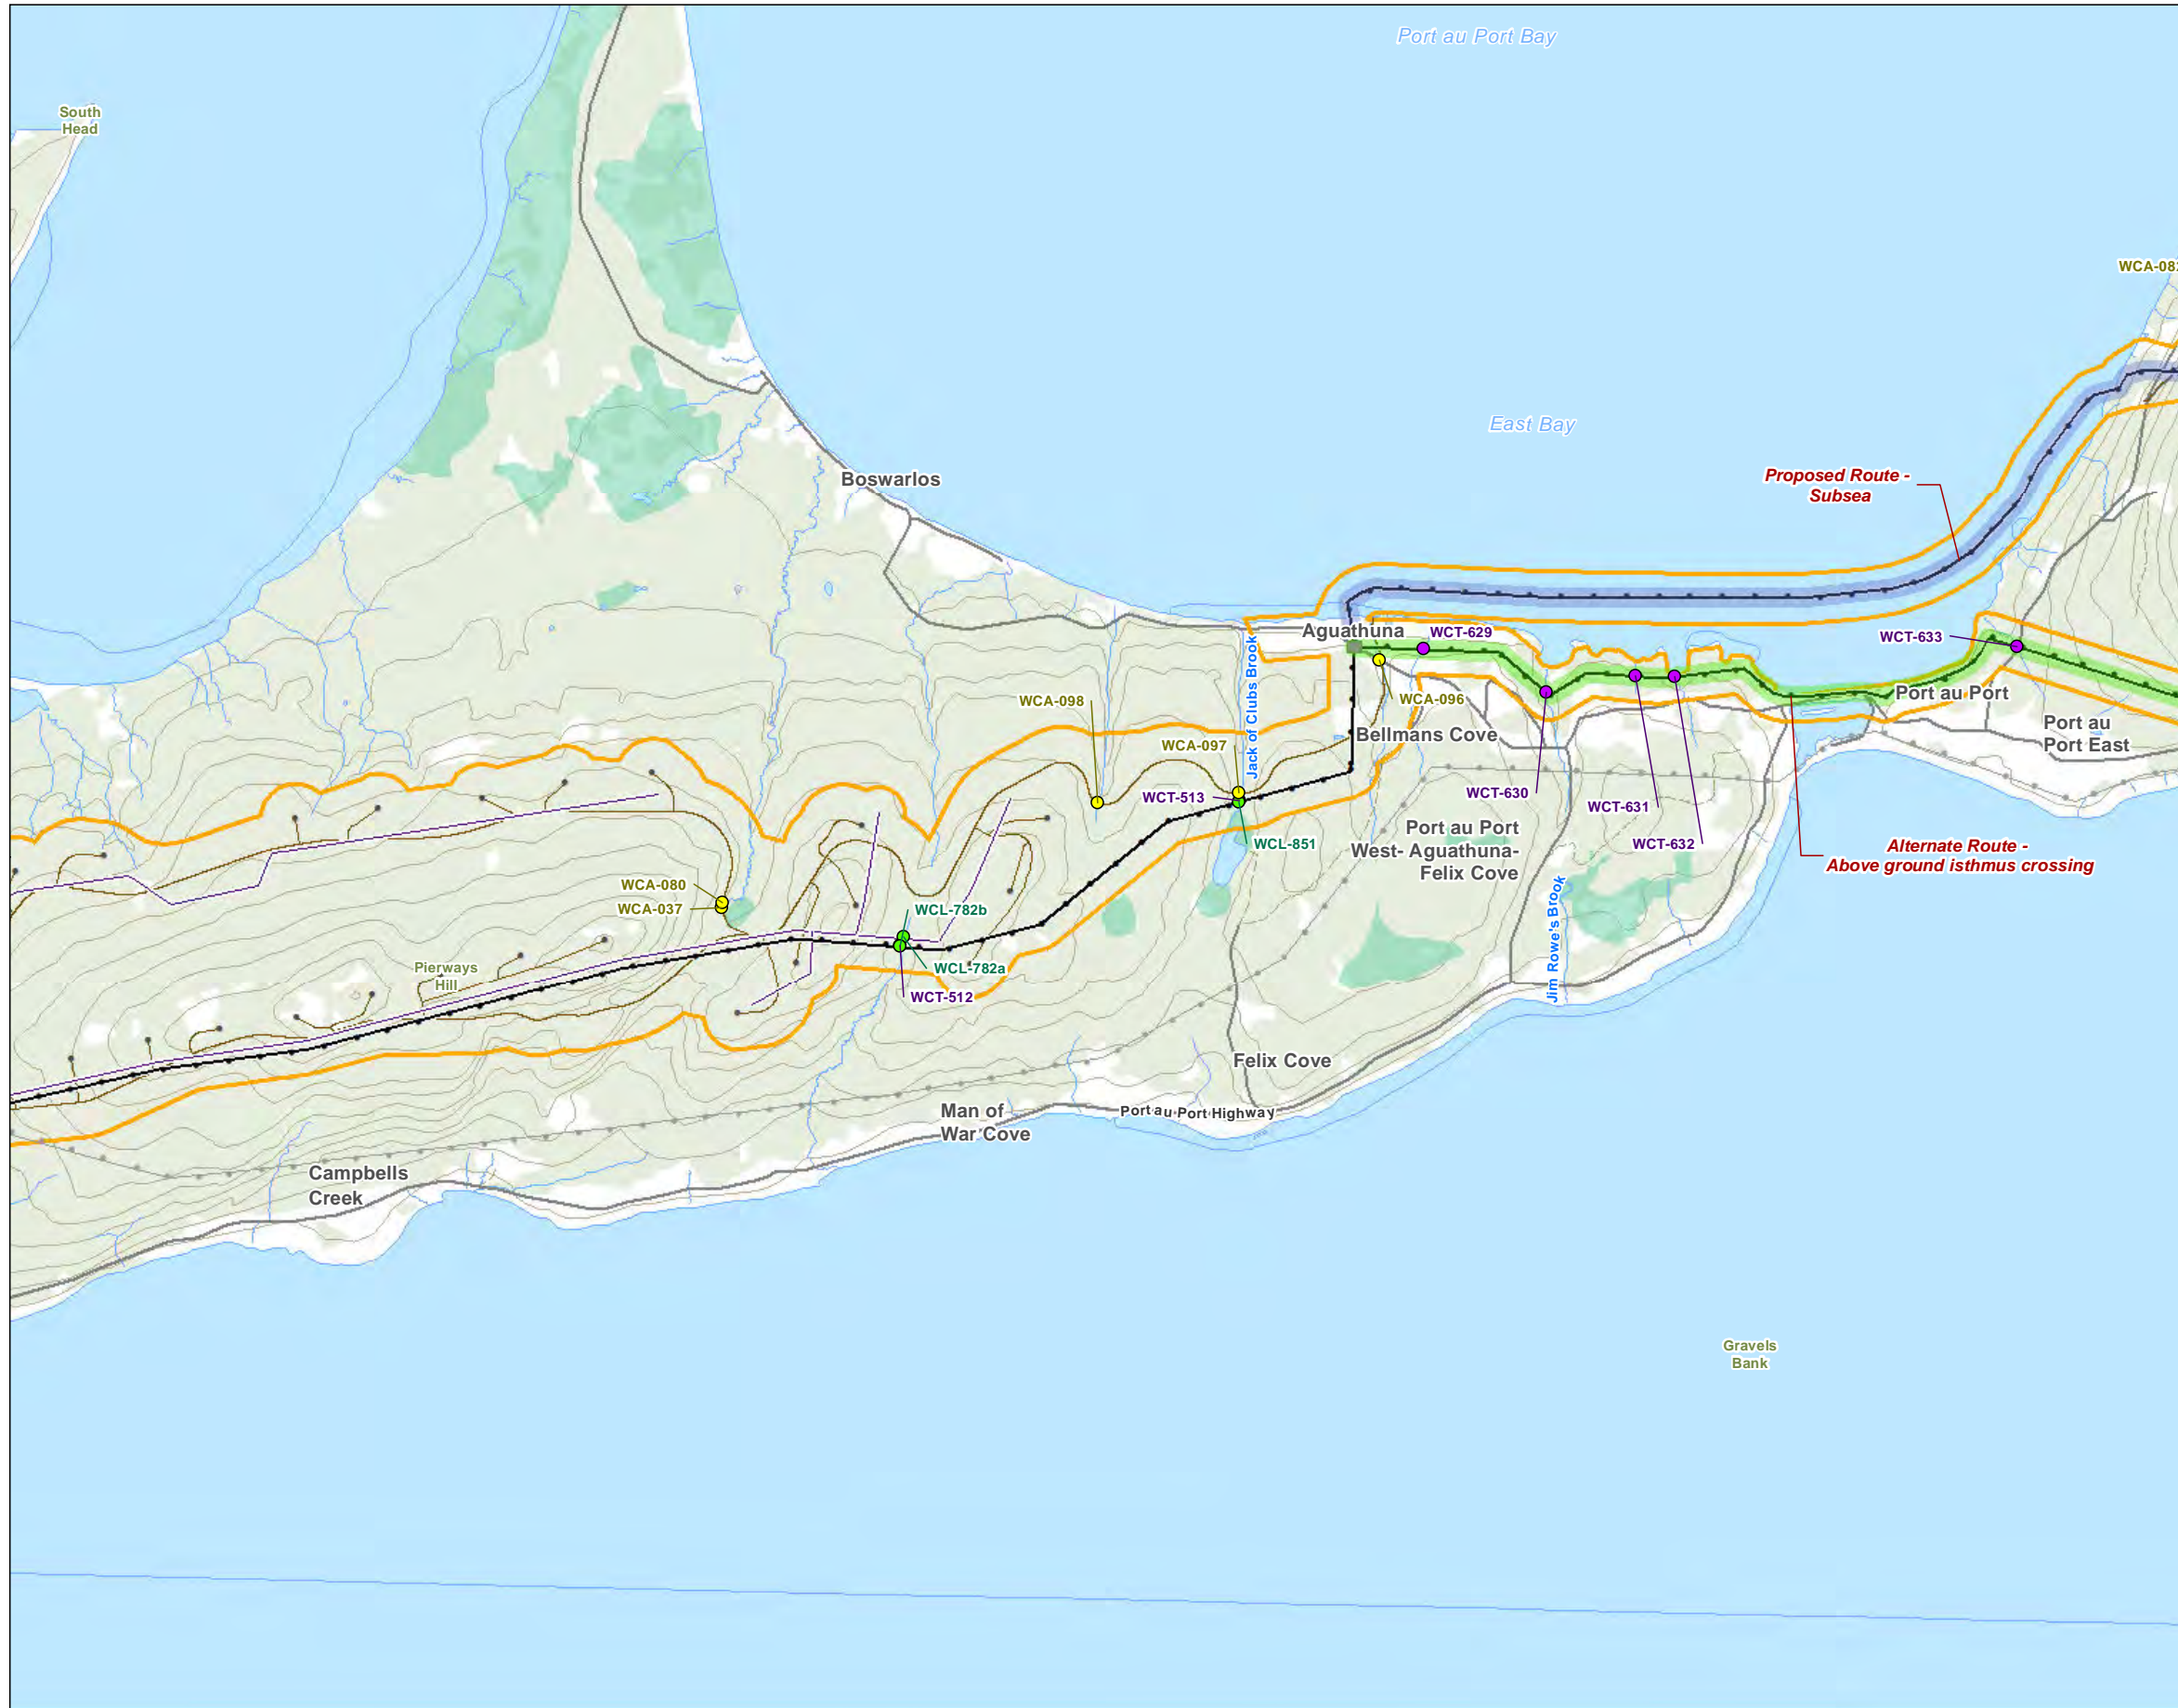 Port au Port Bay
South
Head
WCA-08
East Bay
Boswarlos
Proposed Route -
Subsea
Aguathuna
WCT-629
WCT-633
Jack of Clubs Brook
WCA-098
WCA-096
Port au Port
Port au
Port East
WCA-097
Bellmans Cove
WCT-513
WCT-630
WCT-631
WCT-632
WCL-851
Port au Port
West- Aguathuna-
Felix Cove
Alternate Route -
Above ground isthmus crossing
WCA-080
WCA-037
WCL-782b
WCL-782a
WCT-512
Jim Rowe's Brook
Pierways
Hill
Felix Cove
Man of
War Cove
Port au Port Highway
Campbells
Creek
Gravels
Bank